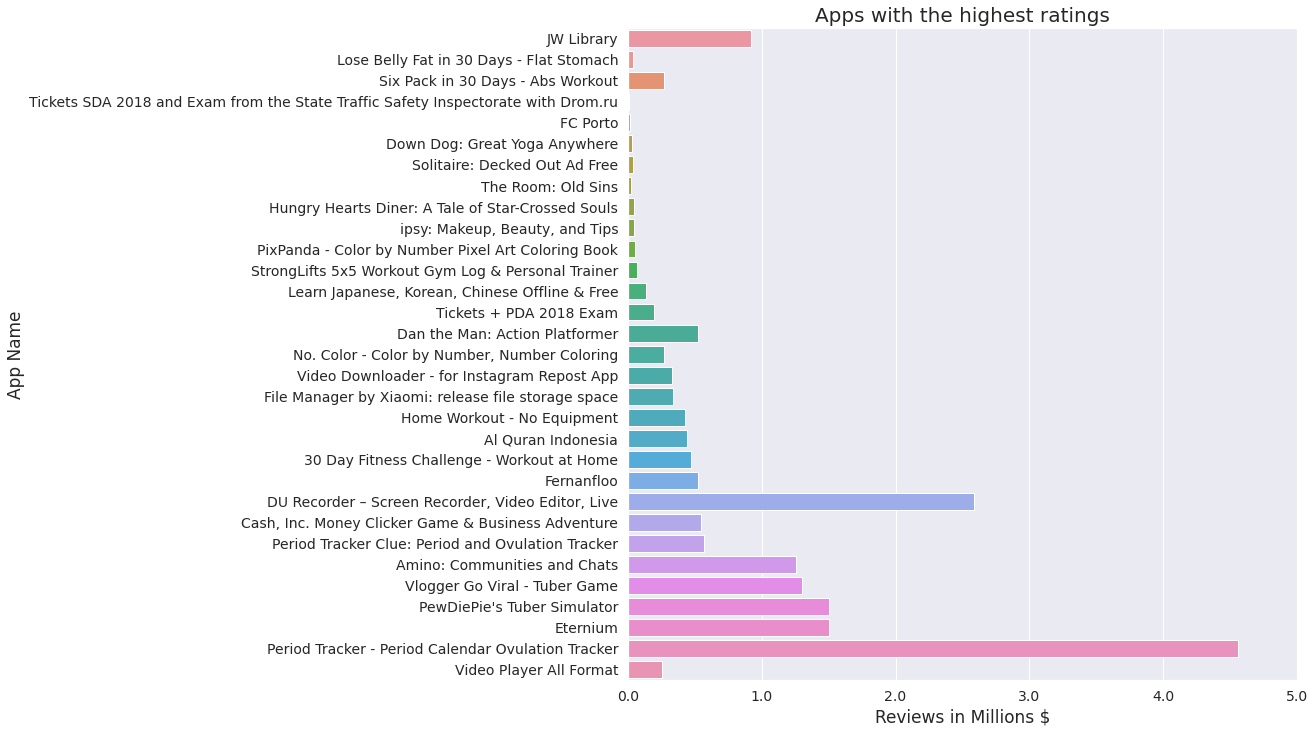 Apps with the highest ratings
JW Library
Lose Belly Fat in 30 Days - Flat Stomach
Six Pack in 30 Days - Abs Workout
Tickets SDA 2018 and Exam from the State Traffic Safety Inspectorate with Drom.ru
FC Porto
Down Dog: Great Yoga Anywhere
Solitaire: Decked Out Ad Free
The Room: Old Sins
Hungry Hearts Diner: A Tale of Star-Crossed Souls
ipsy: Makeup, Beauty, and Tips
PixPanda - Color by Number Pixel Art Coloring Book
StrongLifts 5x5 Workout Gym Log & Personal Trainer
Learn Japanese, Korean, Chinese Offline & Free
Tickets + PDA 2018 Exam
Dan the Man: Action Platformer
No. Color - Color by Number, Number Coloring
Video Downloader - for Instagram Repost App
File Manager by Xiaomi: release file storage space
Home Workout - No Equipment
Al Quran Indonesia
30 Day Fitness Challenge - Workout at Home
Fernanfloo
DU Recorder – Screen Recorder, Video Editor, Live
Cash, Inc. Money Clicker Game & Business Adventure
Period Tracker Clue: Period and Ovulation Tracker
Amino: Communities and Chats
Vlogger Go Viral - Tuber Game
PewDiePie's Tuber Simulator
Eternium
Period Tracker - Period Calendar Ovulation Tracker
Video Player All Format
App Name
0.0 1.0 2.0 3.0 4.0 5.0
Reviews in Millions $